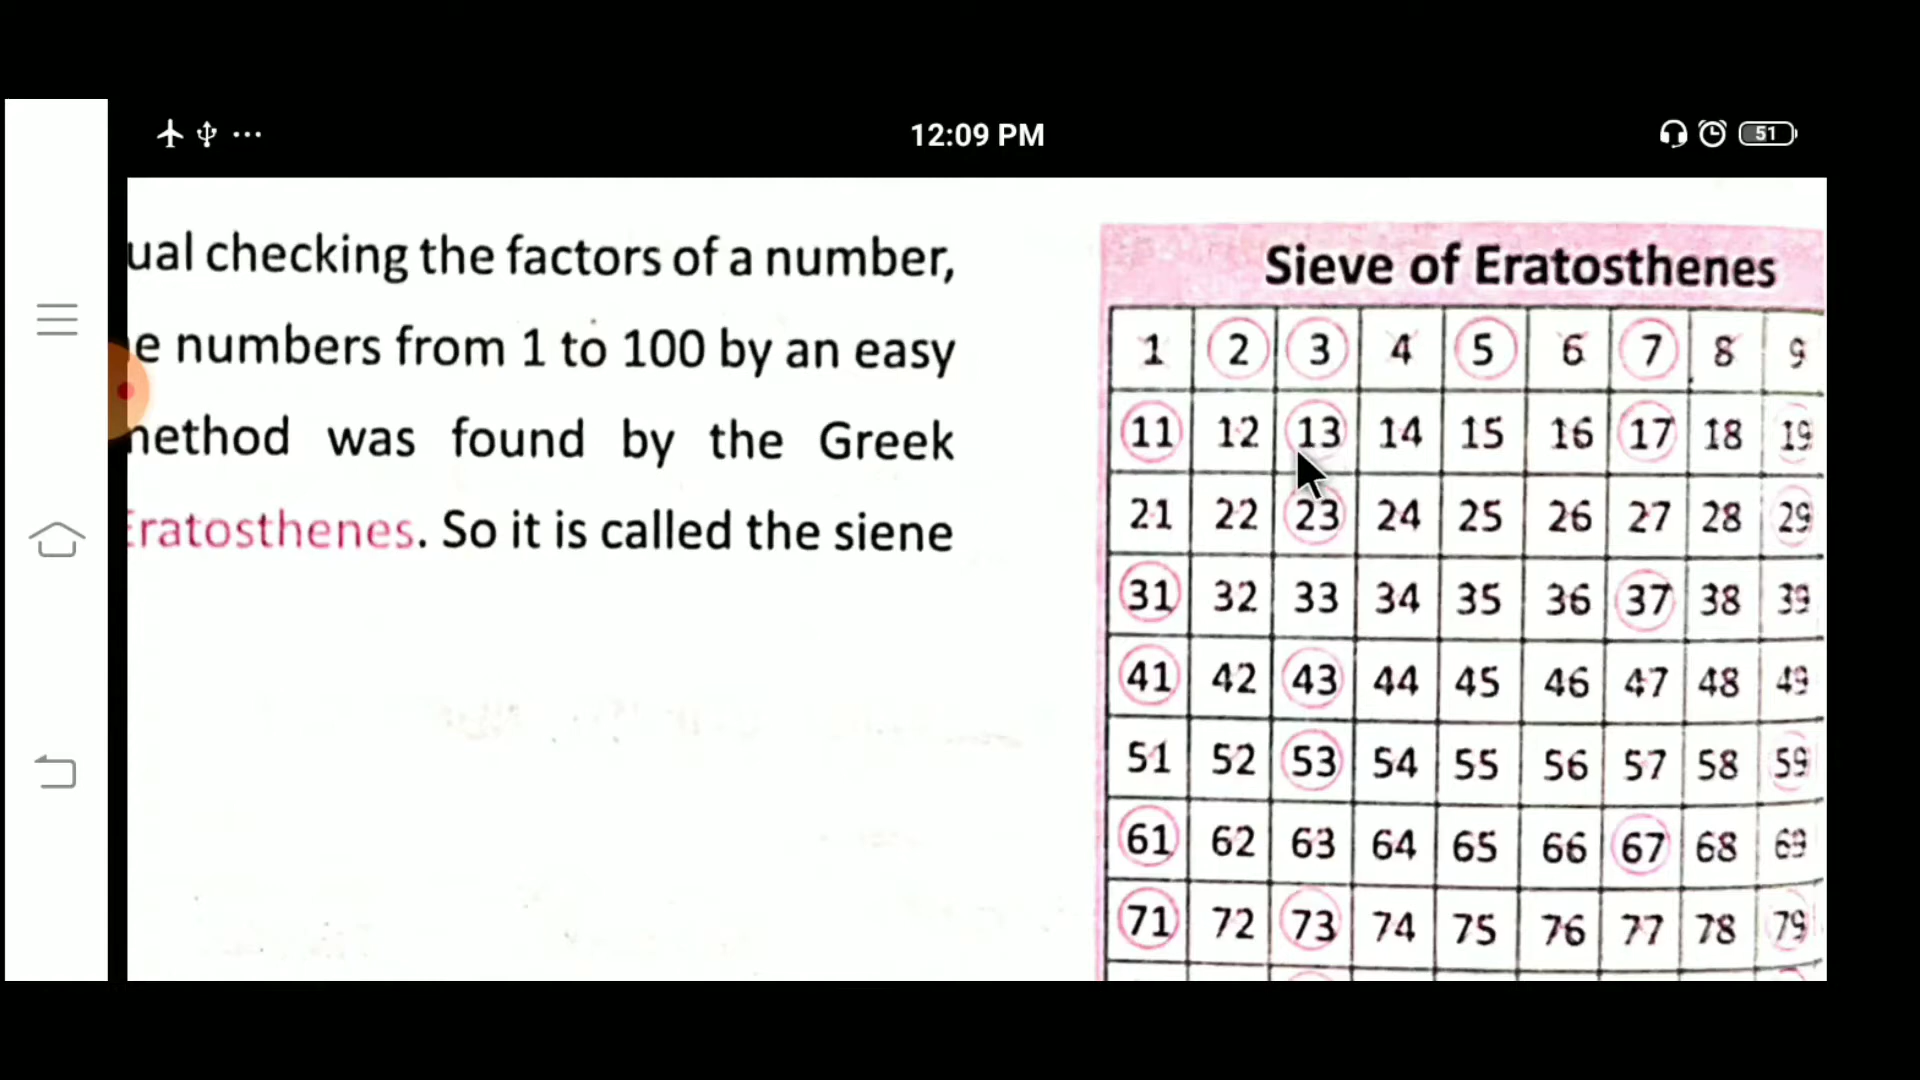 12:09 PM
51
ual checking the factors of a number,
e numbers from 1 to 100 by an easy
method was found by the Greek
Eratosthenes. So it is called the siene
Sieve of Eratosthenes
1 2 3 4 5 6 7 8 9
11 12 13 14 15 16 17 18 19
21 22 23 24 25 26 27 28 29
31 32 33 34 35 36 37 38 39
41 42 43 44 45 46 47 48 49
51 52 53 54 55 56 57 58 59
61 62 63 64 65 66 67 68 69
71 72 73 74 75 76 77 78 79